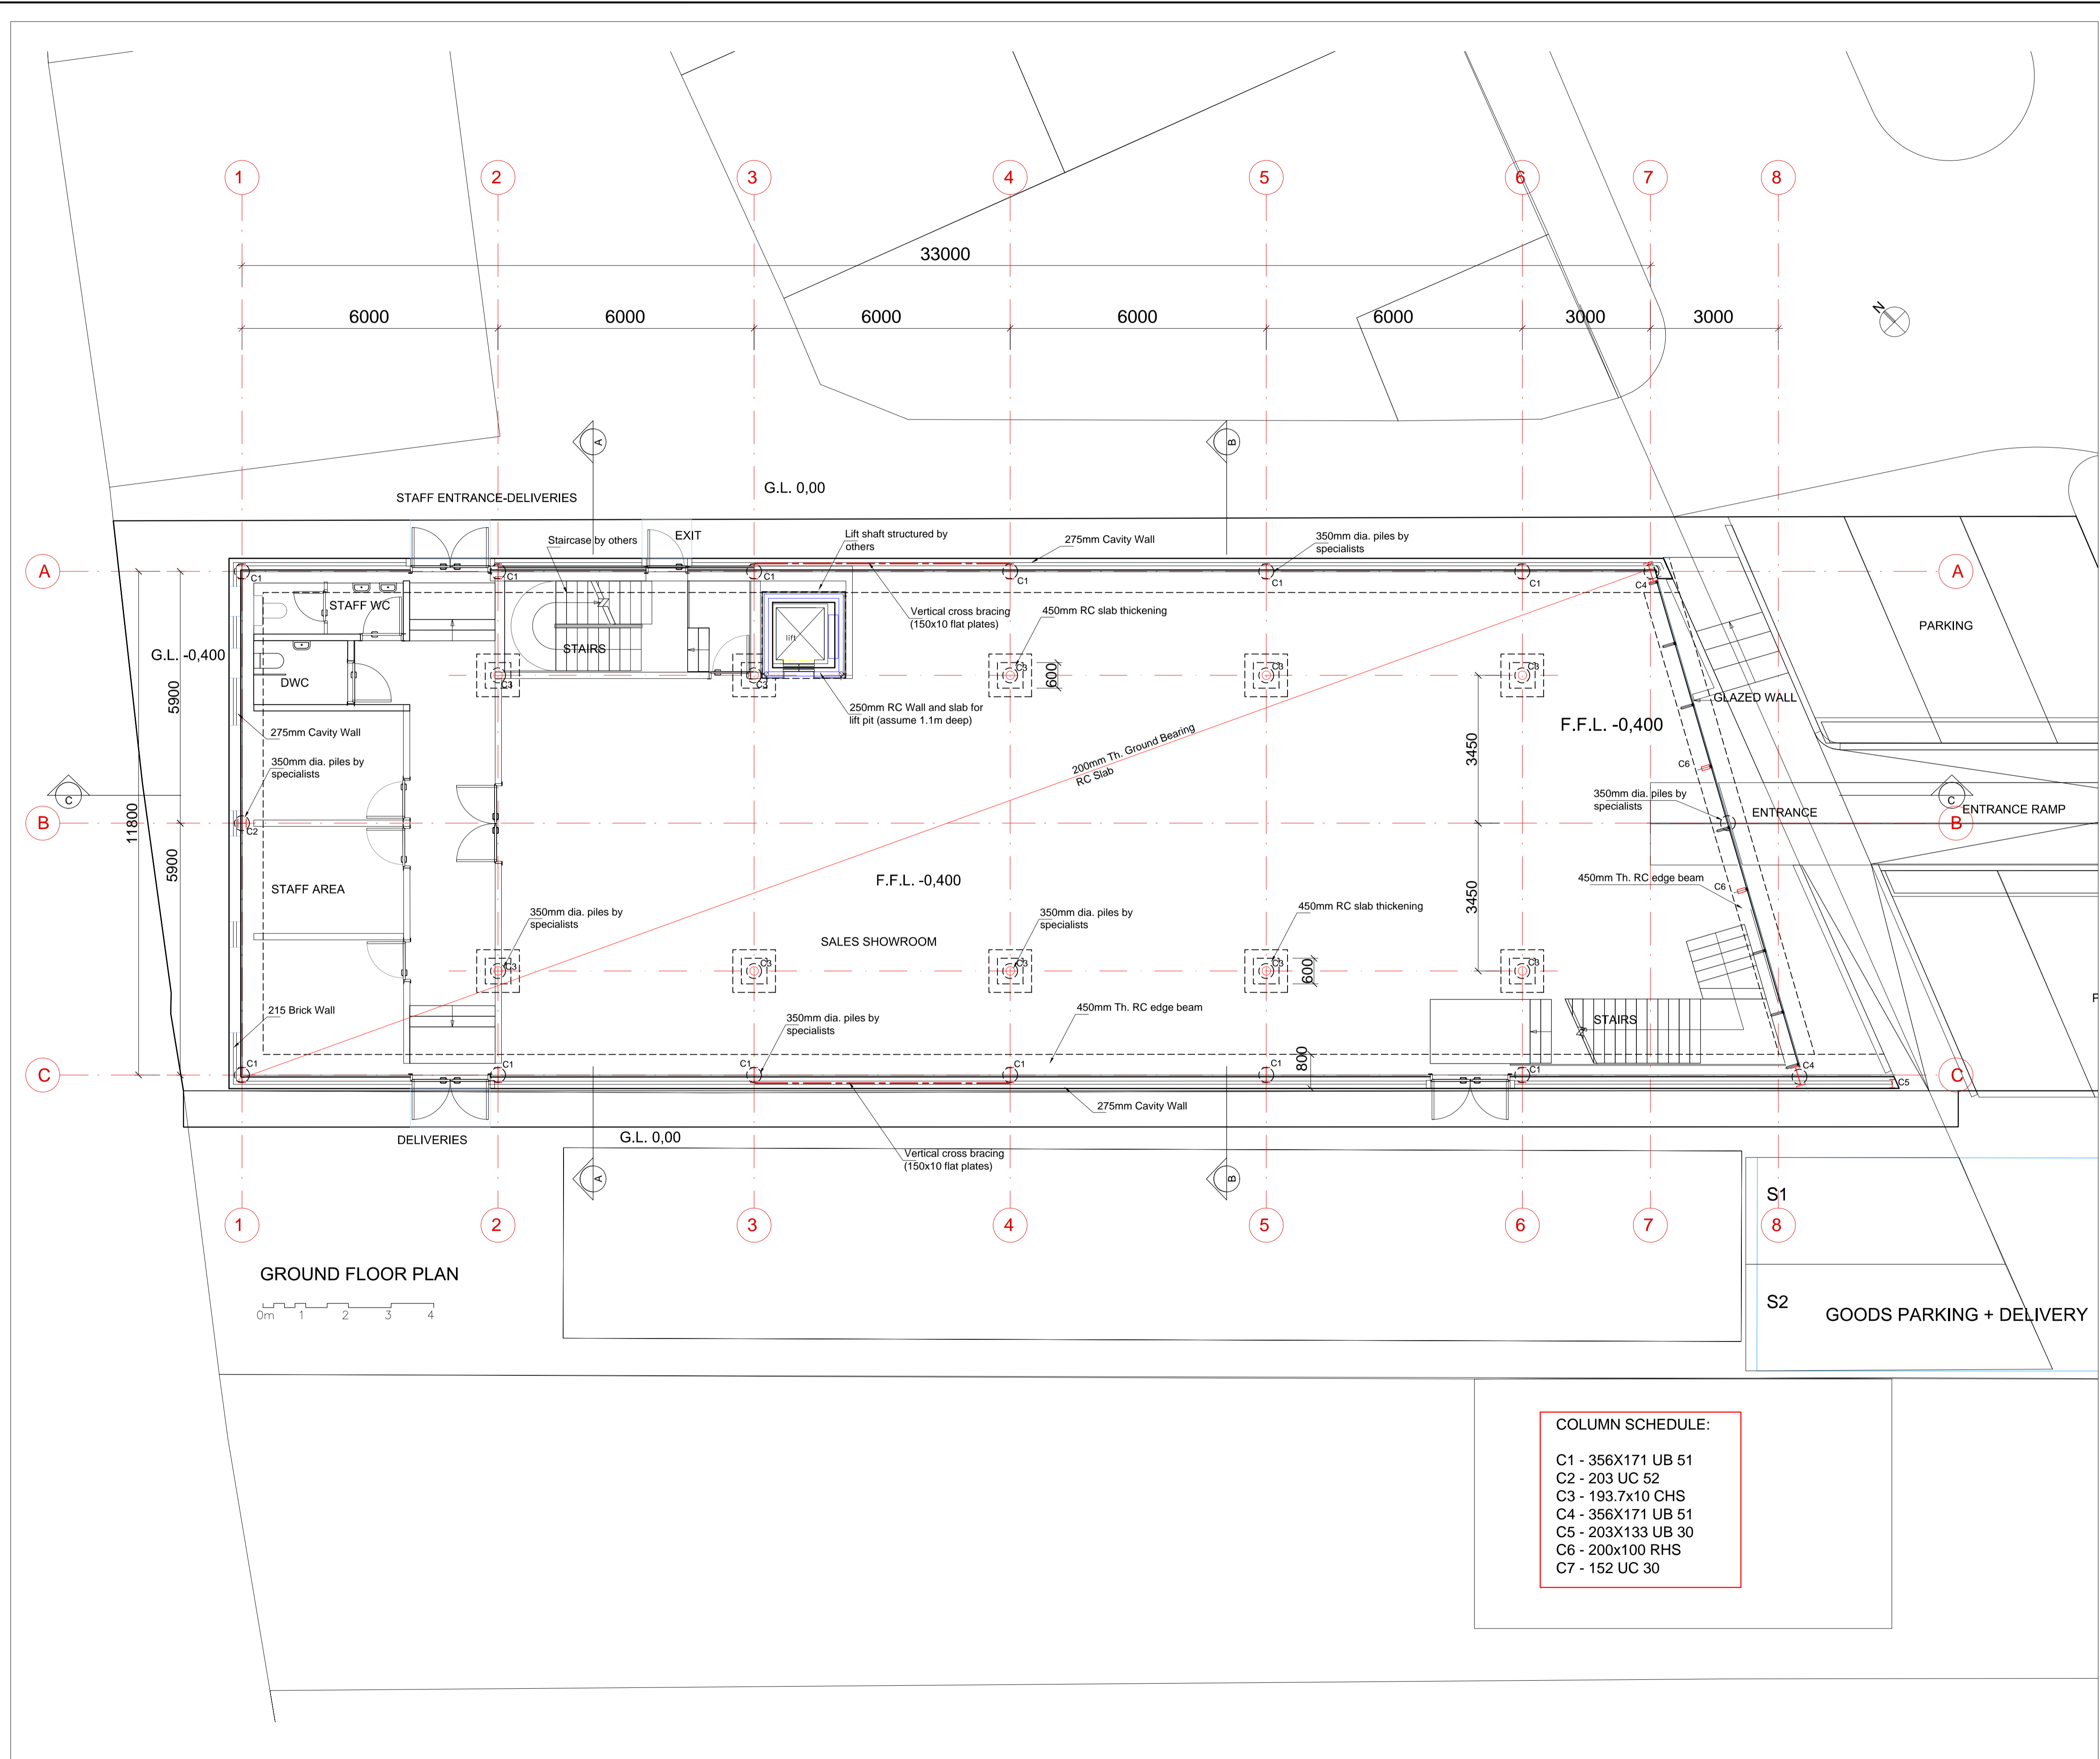 1
2
3
4
5
6
7
8
33000
6000
6000
6000
6000
6000
3000
3000
N
A
B
G.L. 0,00
STAFF ENTRANCE-DELIVERIES
EXIT
Staircase by others
Lift shaft structured by
others
275mm Cavity Wall
350mm dia. piles by
specialists
A
A
C1
C1
C1
C1
C1
C1
C4
STAFF WC
Vertical cross bracing
(150x10 flat plates)
450mm RC slab thickening
PARKING
lift
STAIRS
G.L. -0,400
DWC
C3
C3
C3
C3
C3
600
5900
GLAZED WALL
250mm RC Wall and slab for
lift pit (assume 1.1m deep)
F.F.L. -0,400
275mm Cavity Wall
200mm Th. Ground Bearing
RC Slab
3450
350mm dia. piles by
specialists
C6
C
C
350mm dia. piles by
specialists
ENTRANCE
ENTRANCE RAMP
B
B
C2
11800
5900
F.F.L. -0,400
450mm Th. RC edge beam
C6
STAFF AREA
3450
350mm dia. piles by
specialists
350mm dia. piles by
specialists
450mm RC slab thickening
SALES SHOWROOM
C3
C3
C3
C3
C3
600
215 Brick Wall
350mm dia. piles by
specialists
450mm Th. RC edge beam
STAIRS
F
800
C1
C1
C1
C1
C1
C1
C4
C5
C
C
275mm Cavity Wall
DELIVERIES
G.L. 0,00
Vertical cross bracing
(150x10 flat plates)
A
B
S1
1
2
3
4
5
6
7
8
GROUND FLOOR PLAN
0m 1 2 3 4
S2
GOODS PARKING + DELIVERY
COLUMN SCHEDULE:
C1 - 356X171 UB 51
C2 - 203 UC 52
C3 - 193.7x10 CHS
C4 - 356X171 UB 51
C5 - 203X133 UB 30
C6 - 200x100 RHS
C7 - 152 UC 30